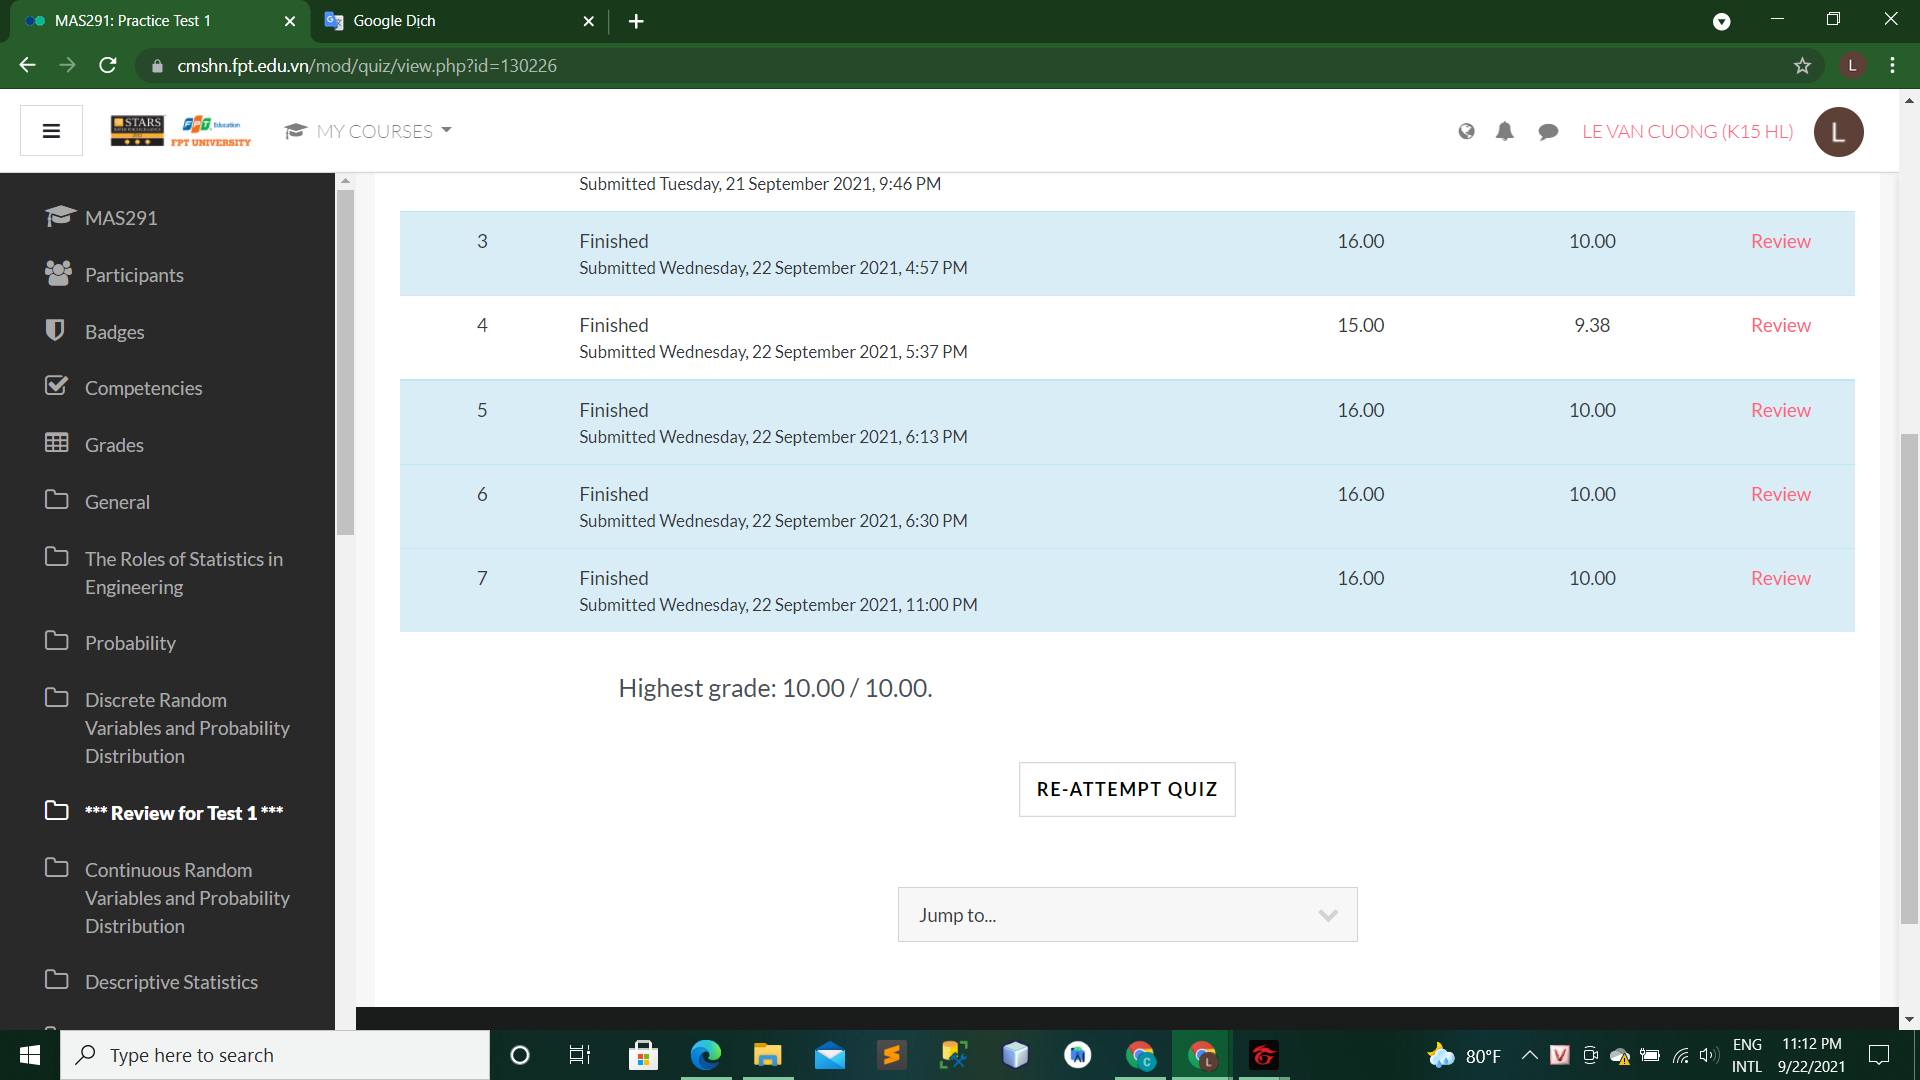 MAS291: Practice Test 1
Google Dịch
cmshn.fpt.edu.vn/mod/quiz/view.php?id=130226
L
STARS
FPT Education
FPT UNIVERSITY
MY COURSES
LE VAN CUONG (K15 HL)
L
MAS291
Participants
Badges
Competencies
Grades
General
The Roles of Statistics in
Engineering
Probability
Discrete Random
Variables and Probability
Distribution
*** Review for Test 1 ***
Continuous Random
Variables and Probability
Distribution
Descriptive Statistics
Submitted Tuesday, 21 September 2021, 9:46 PM
3 Finished 16.00 10.00 Review
Submitted Wednesday, 22 September 2021, 4:57 PM
4 Finished 15.00 9.38 Review
Submitted Wednesday, 22 September 2021, 5:37 PM
5 Finished 16.00 10.00 Review
Submitted Wednesday, 22 September 2021, 6:13 PM
6 Finished 16.00 10.00 Review
Submitted Wednesday, 22 September 2021, 6:30 PM
7 Finished 16.00 10.00 Review
Submitted Wednesday, 22 September 2021, 11:00 PM
Highest grade: 10.00 / 10.00.
RE-ATTEMPT QUIZ
Jump to...
Type here to search
80°F
ENG
INTL
11:12 PM
9/22/2021